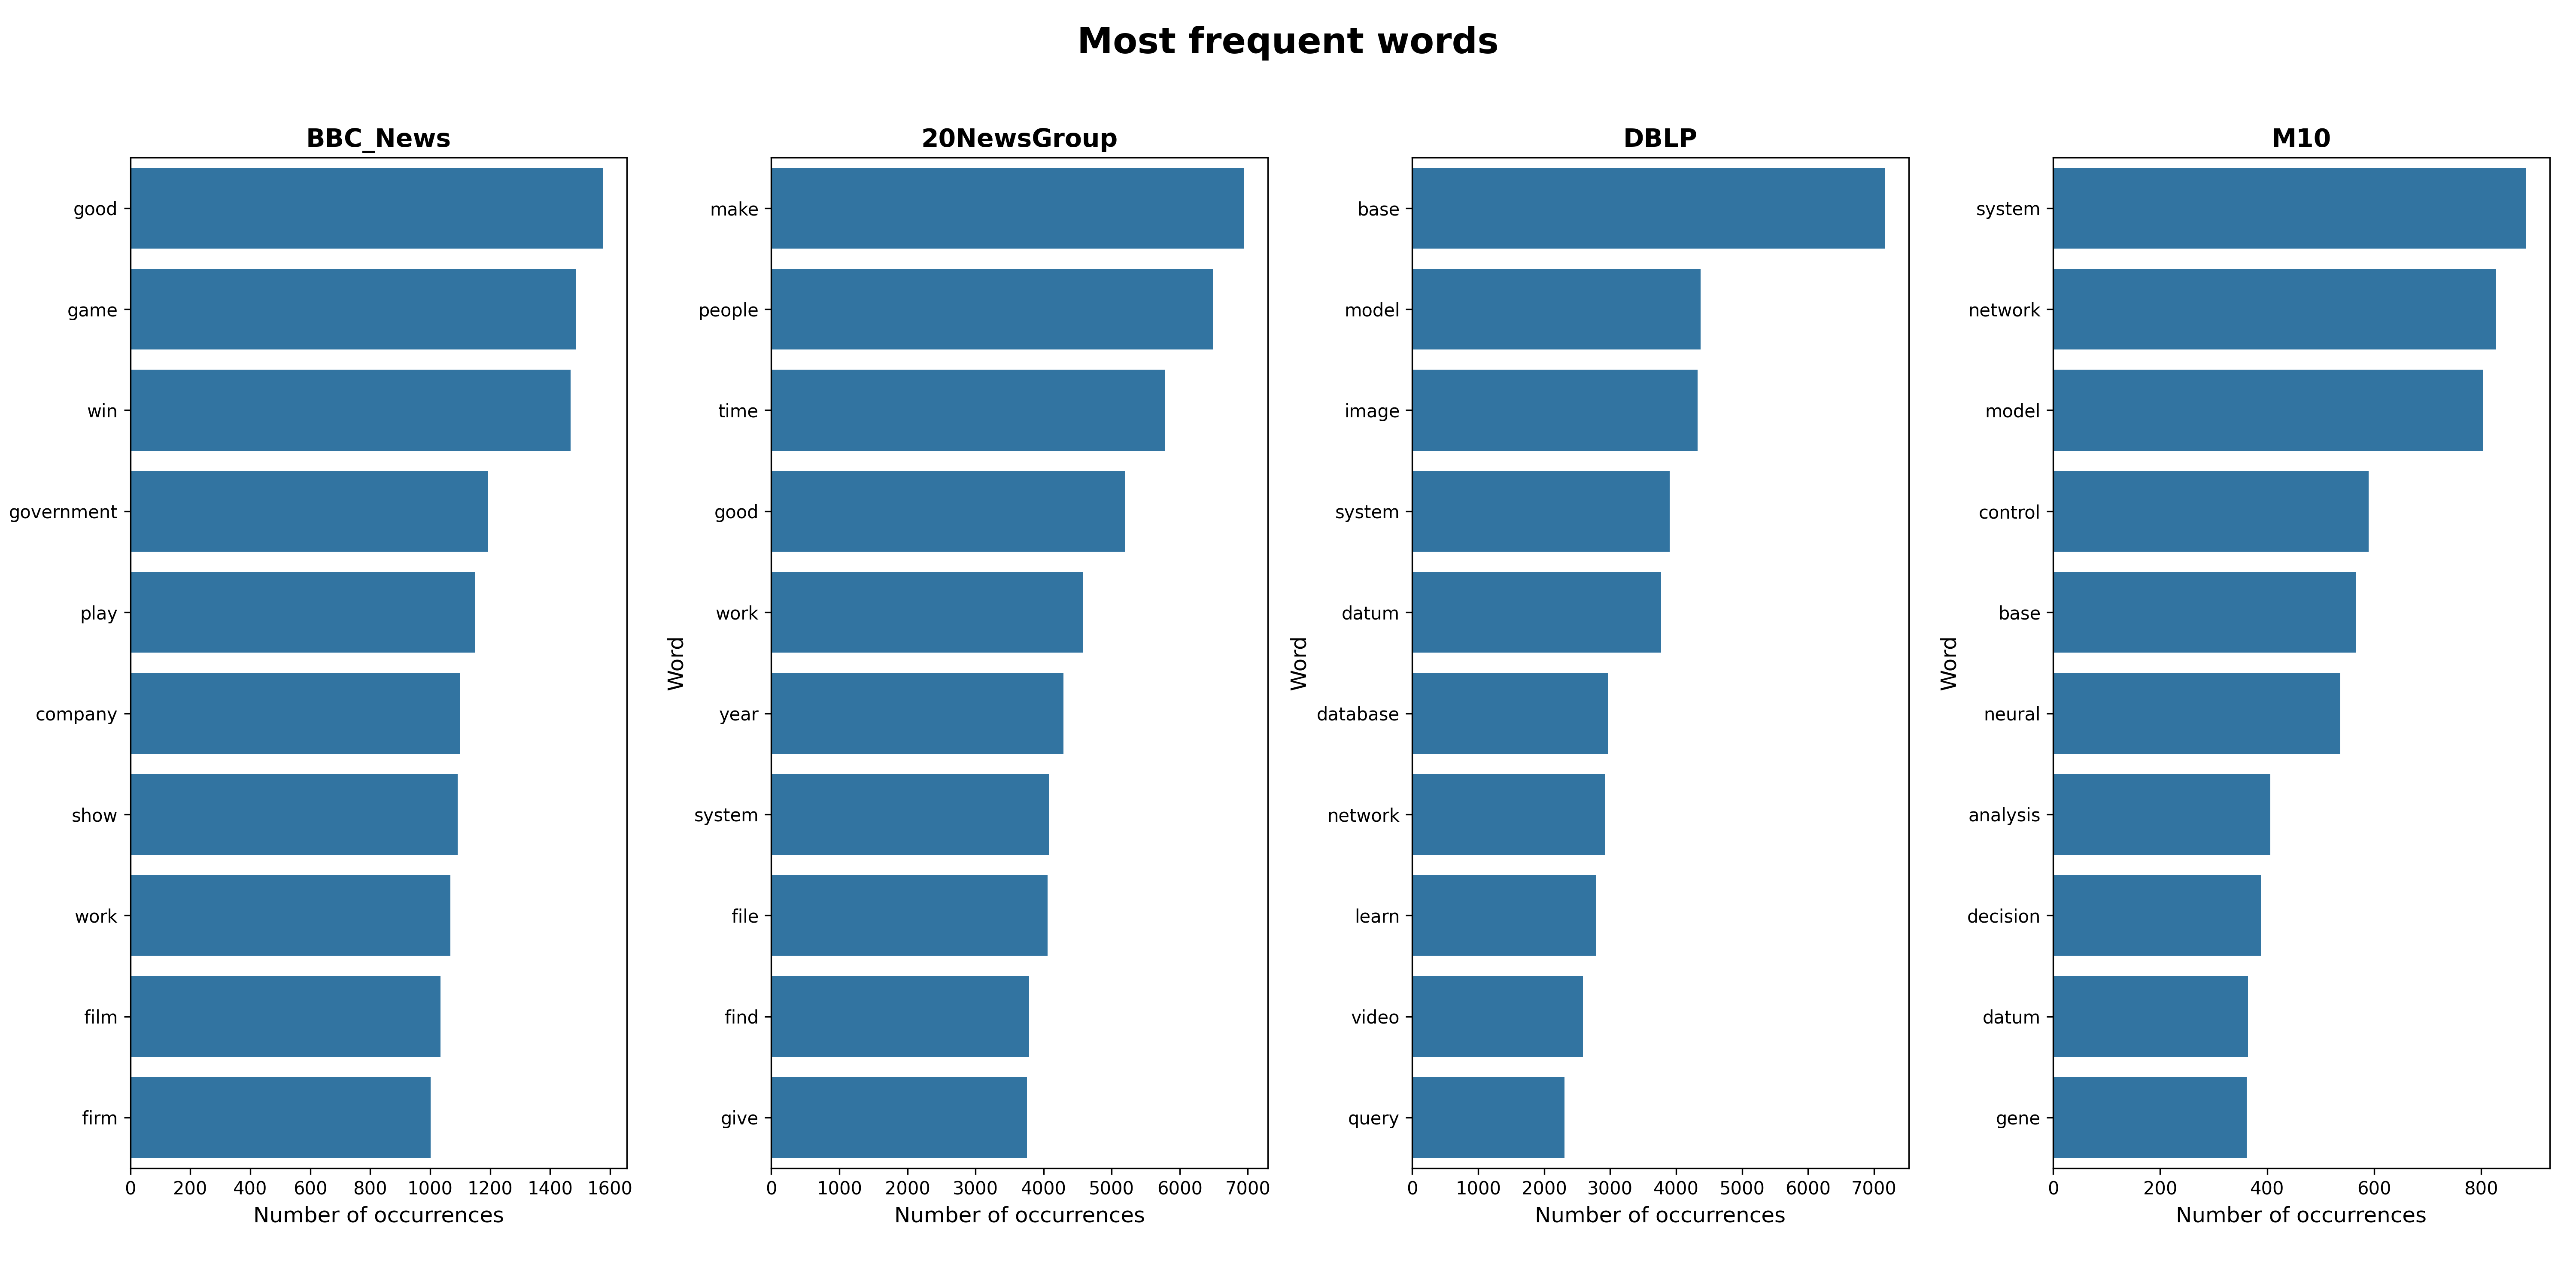 Most frequent words
BBC_News
good
game
win
government
play
company
show
work
film
firm
0 200 400 600 800 1000 1200 1400 1600
Number of occurrences
20NewsGroup
Word
make
people
time
good
work
year
system
file
find
give
0 1000 2000 3000 4000 5000 6000 7000
Number of occurrences
DBLP
Word
base
model
image
system
datum
database
network
learn
video
query
0 1000 2000 3000 4000 5000 6000 7000
Number of occurrences
M10
Word
system
network
model
control
base
neural
analysis
decision
datum
gene
0 200 400 600 800
Number of occurrences